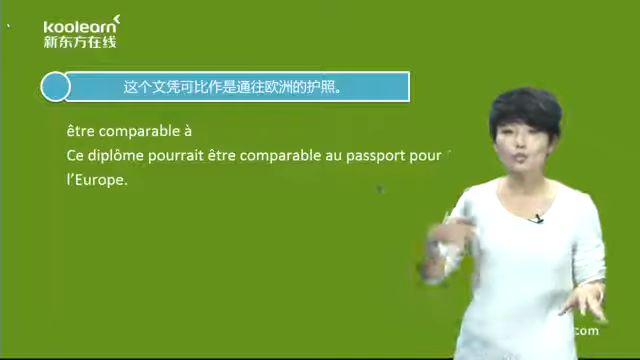 koolearn
新东方在线
这个文凭可比作是通往欧洲的护照。
être comparable à
Ce diplôme pourrait être comparable au passport pour
l’Europe.
com